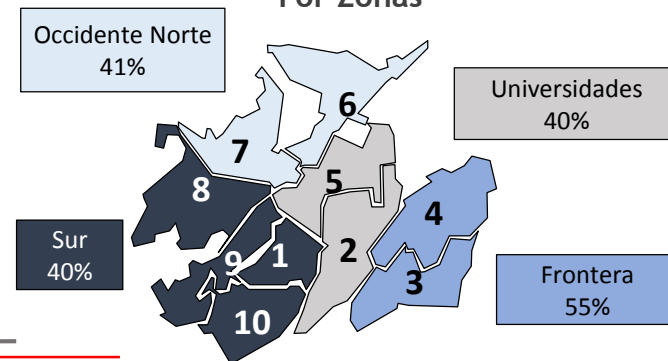 Por Zonas
Occidente Norte
41%
Universidades
40%
6
7
5
8
4
Sur
40%
2
9
1
3
Frontera
55%
10